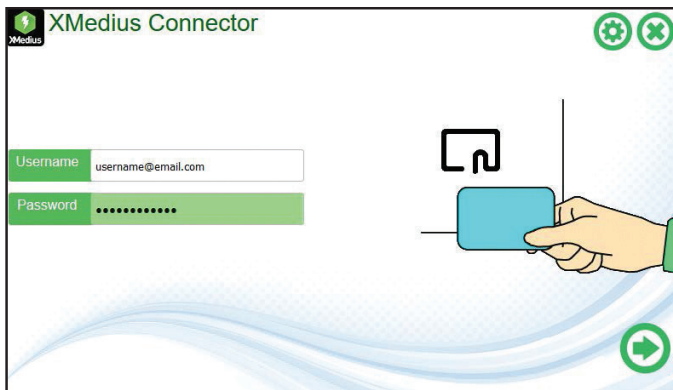 XMedius Connector
XMedius
Username
username@email.com
Password
••••••••••••